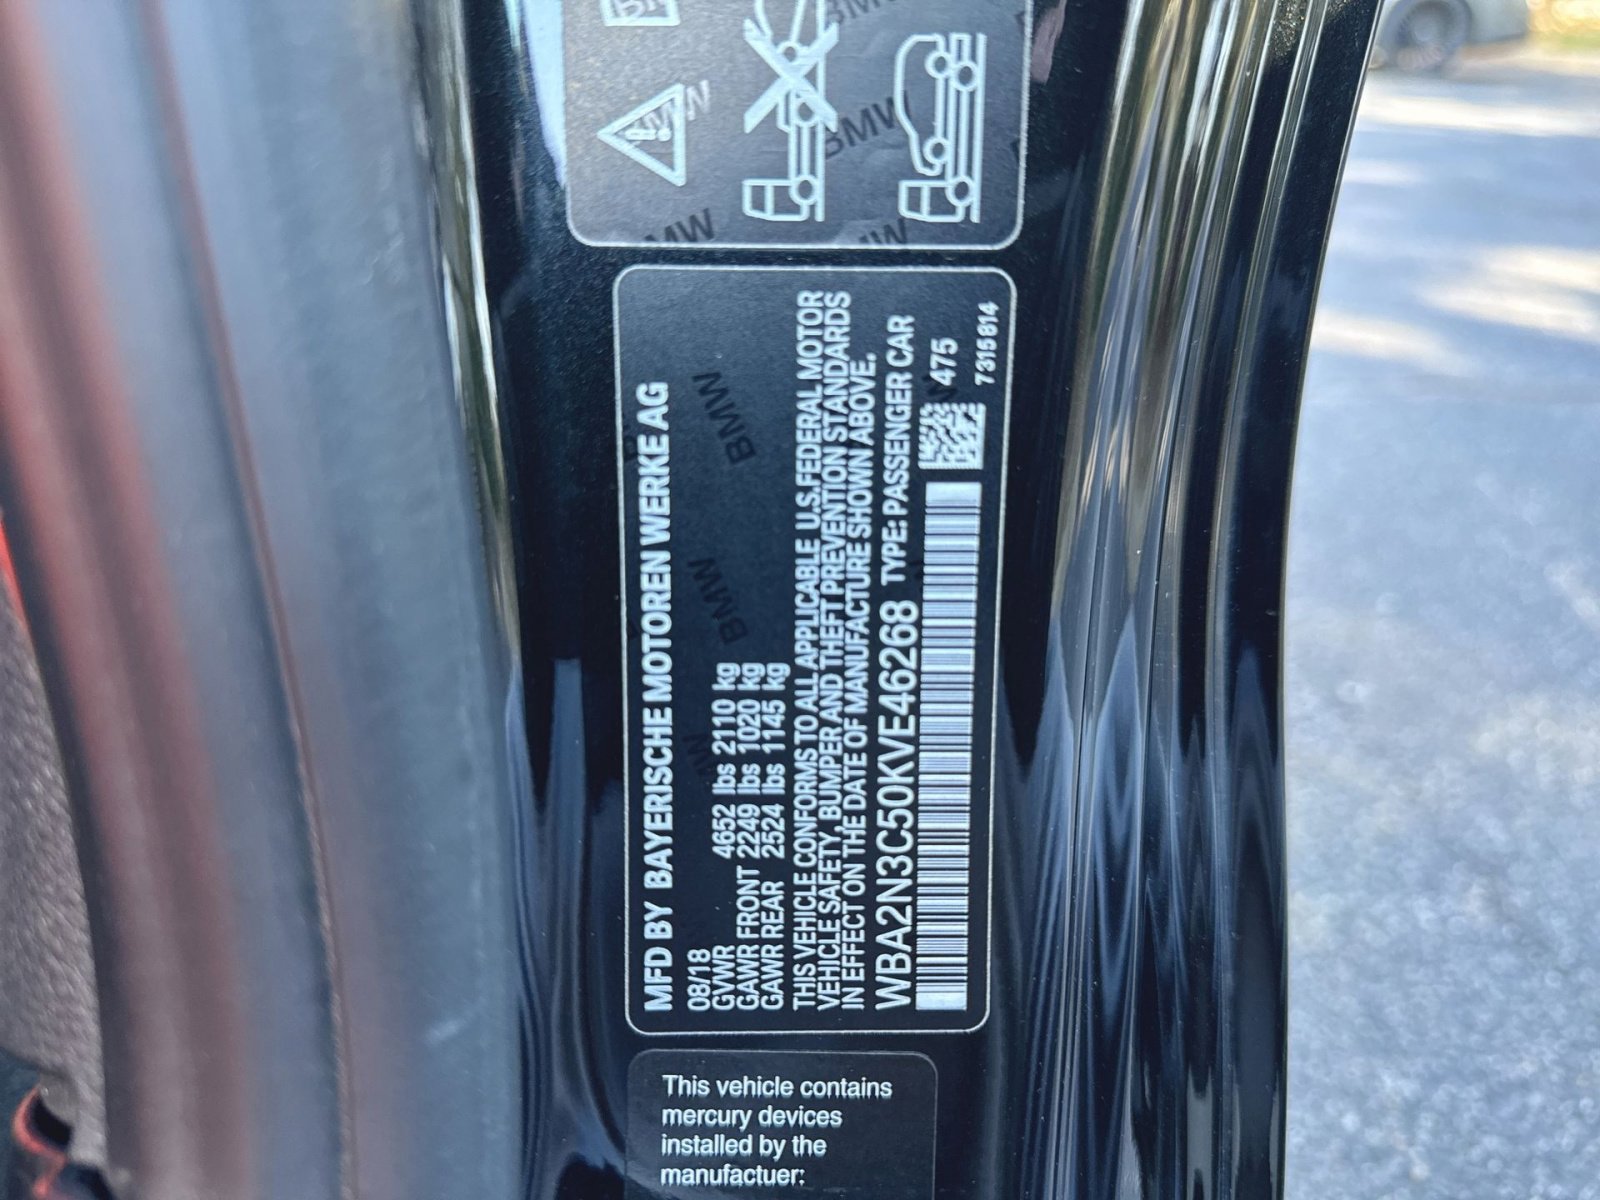 MFD BY BAYERISCHE MOTOREN WERKE AG
08/18
GVWR 4652 lbs 2110 kg
GAWR FRONT 2249 lbs 1020 kg
GAWR REAR 2524 lbs 1145 kg
THIS VEHICLE CONFORMS TO ALL APPLICABLE U.S. FEDERAL MOTOR
VEHICLE SAFETY, BUMPER AND THEFT PREVENTION STANDARDS
IN EFFECT ON THE DATE OF MANUFACTURE SHOWN ABOVE.
WBA2N3C50KVE46268 TYPE: PASSENGER CAR
475
7315814
BMW
BMW
BMW
BMW
BMW
This vehicle contains
mercury devices
installed by the
manufactuer: